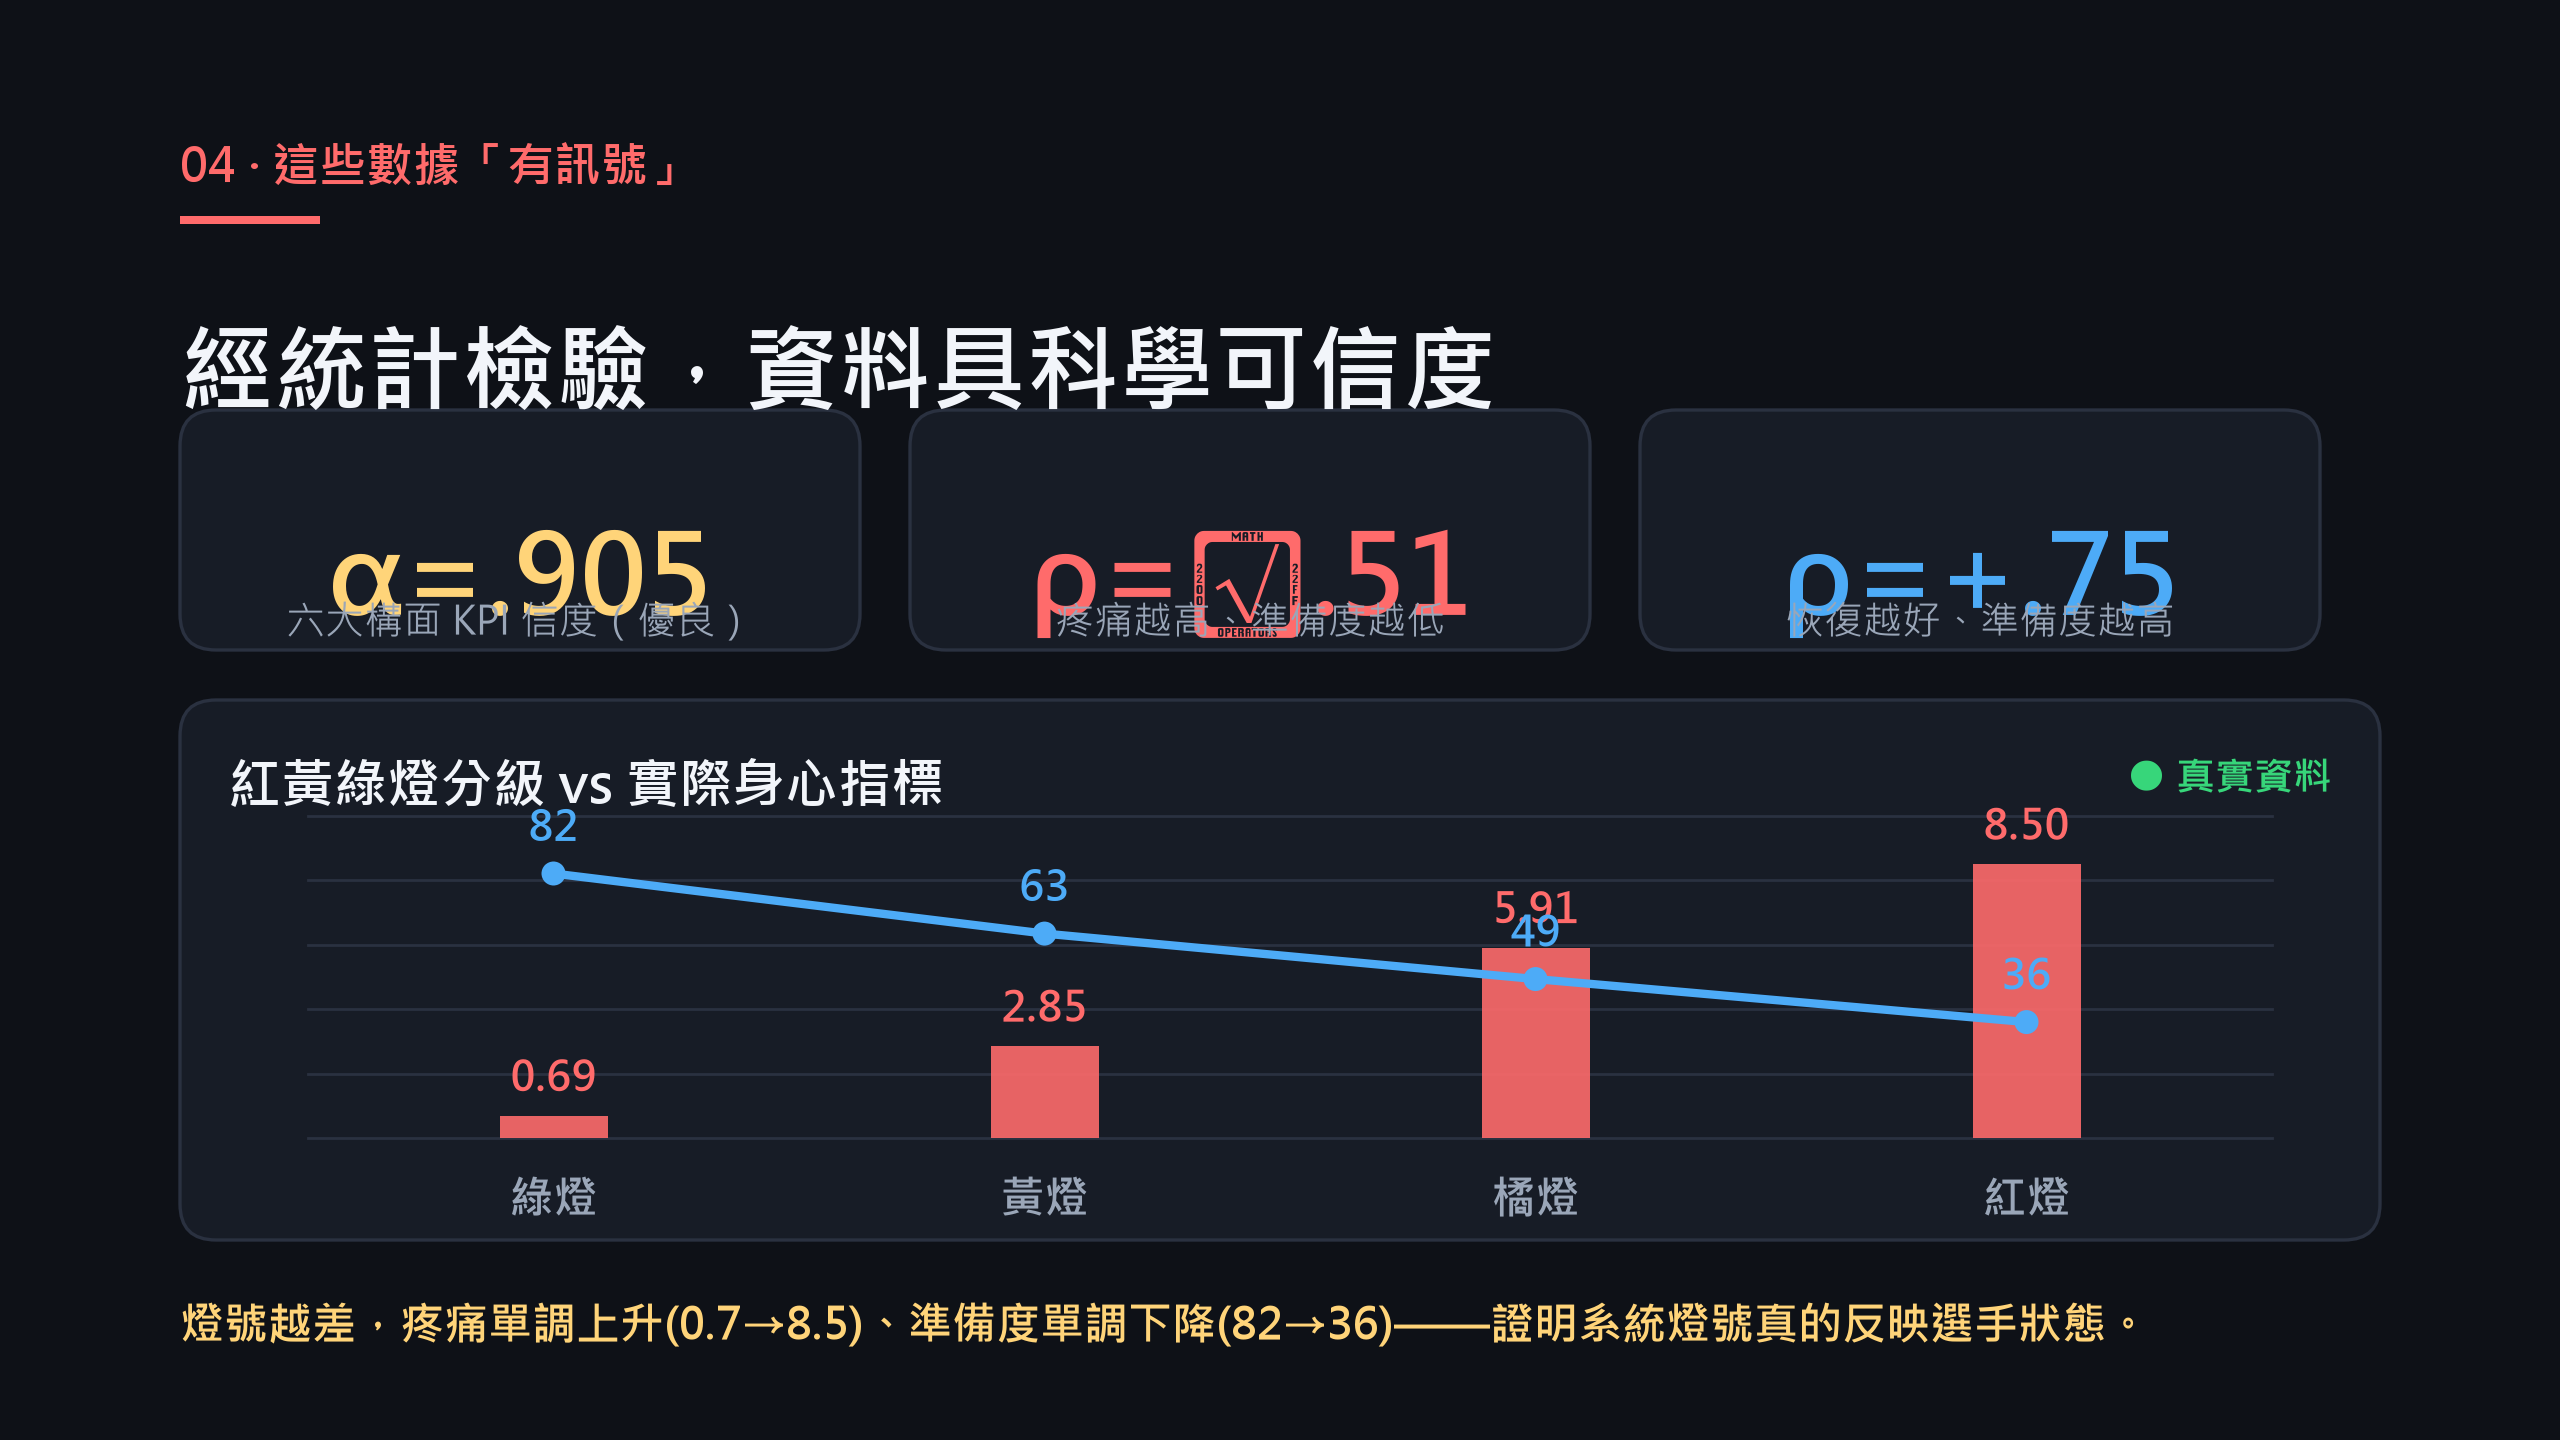 04 · 這些數據「有訊號」
經統計檢驗，資料具科學可信度
α=.905
六大構面 KPI 信度（優良）
ρ=−.51
疼痛越高、準備度越低
ρ=+.75
恢復越好、準備度越高
紅黃綠燈分級 vs 實際身心指標
真實資料
82
63
5.91
49
8.50
36
2.85
0.69
綠燈
黃燈
橘燈
紅燈
燈號越差，疼痛單調上升(0.7→8.5)、準備度單調下降(82→36)——證明系統燈號真的反映選手狀態。